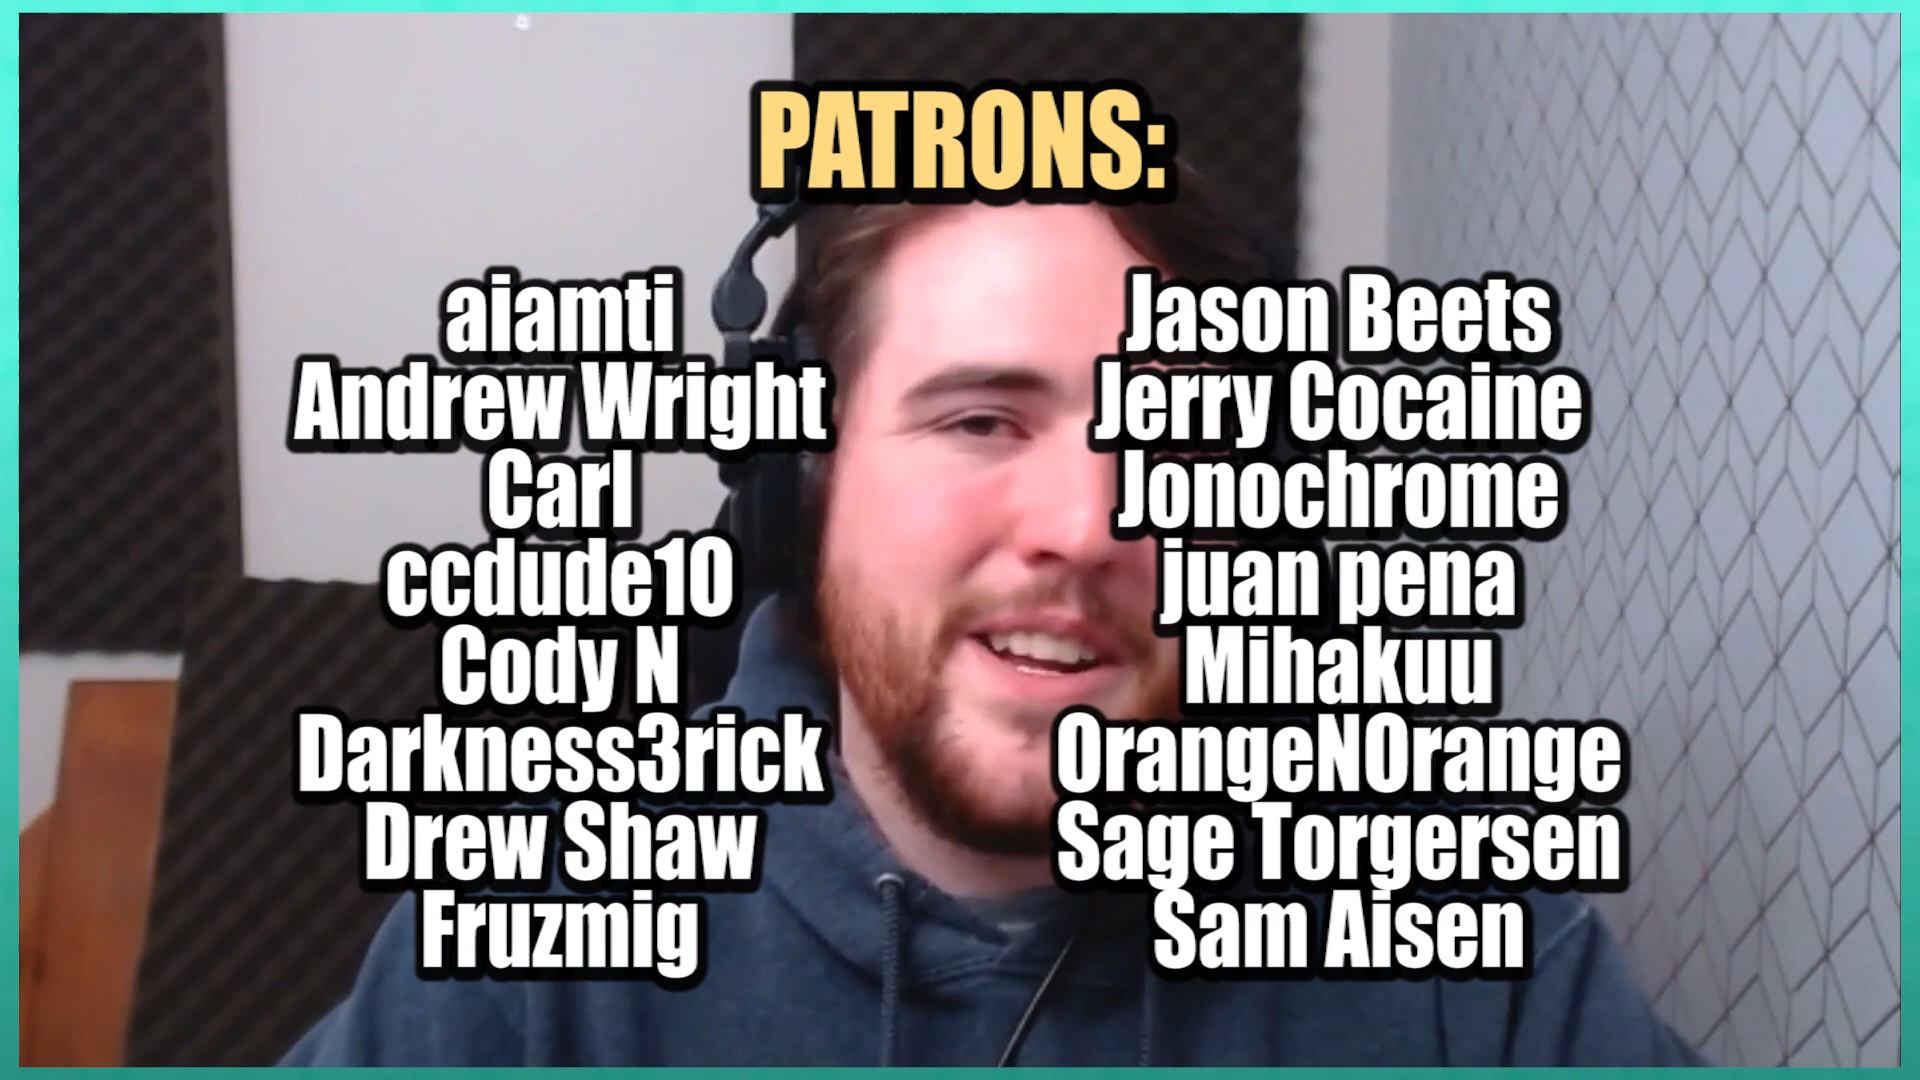 PATRONS:
aiamti
Andrew Wright
Carl
ccdude10
Cody N
Darkness3rick
Drew Shaw
Fruzmig
Jason Beets
Jerry Cocaine
Jonochrome
juan pena
Mihakuu
OrangeNOrange
Sage Torgersen
Sam Aisen